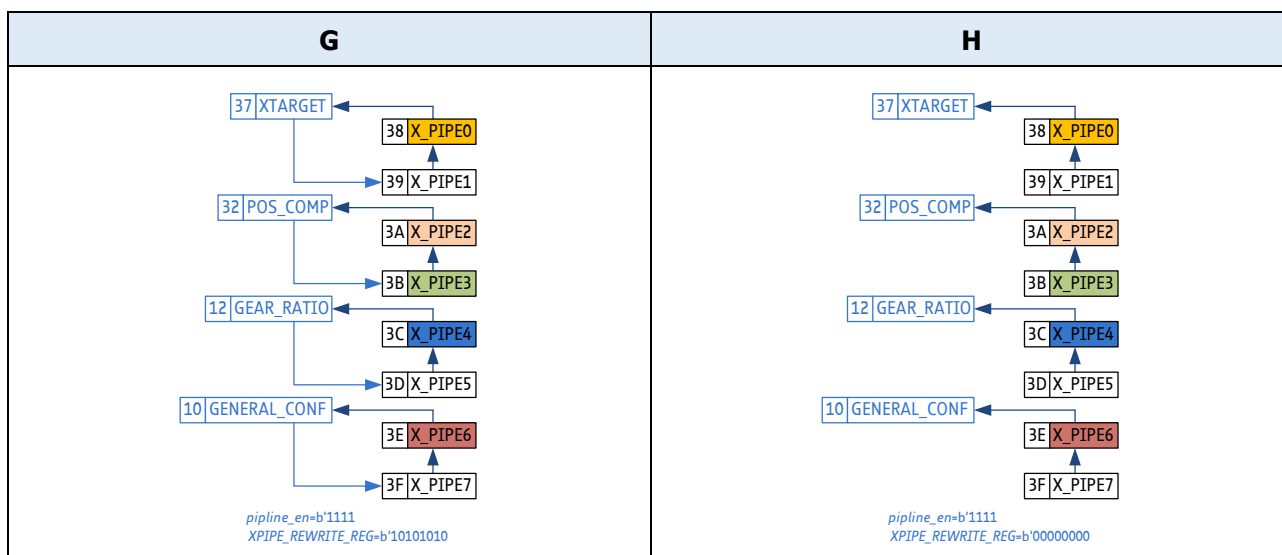 G
H
37 XTARGET
38 X_PIPE0
39 X_PIPE1
32 POS_COMP
3A X_PIPE2
3B X_PIPE3
12 GEAR_RATIO
3C X_PIPE4
3D X_PIPE5
10 GENERAL_CONF
3E X_PIPE6
3F X_PIPE7
pipline_en=b'1111
XPIPE_REWRITE_REG=b'10101010
37 XTARGET
38 X_PIPE0
39 X_PIPE1
32 POS_COMP
3A X_PIPE2
3B X_PIPE3
12 GEAR_RATIO
3C X_PIPE4
3D X_PIPE5
10 GENERAL_CONF
3E X_PIPE6
3F X_PIPE7
pipline_en=b'1111
XPIPE_REWRITE_REG=b'00000000